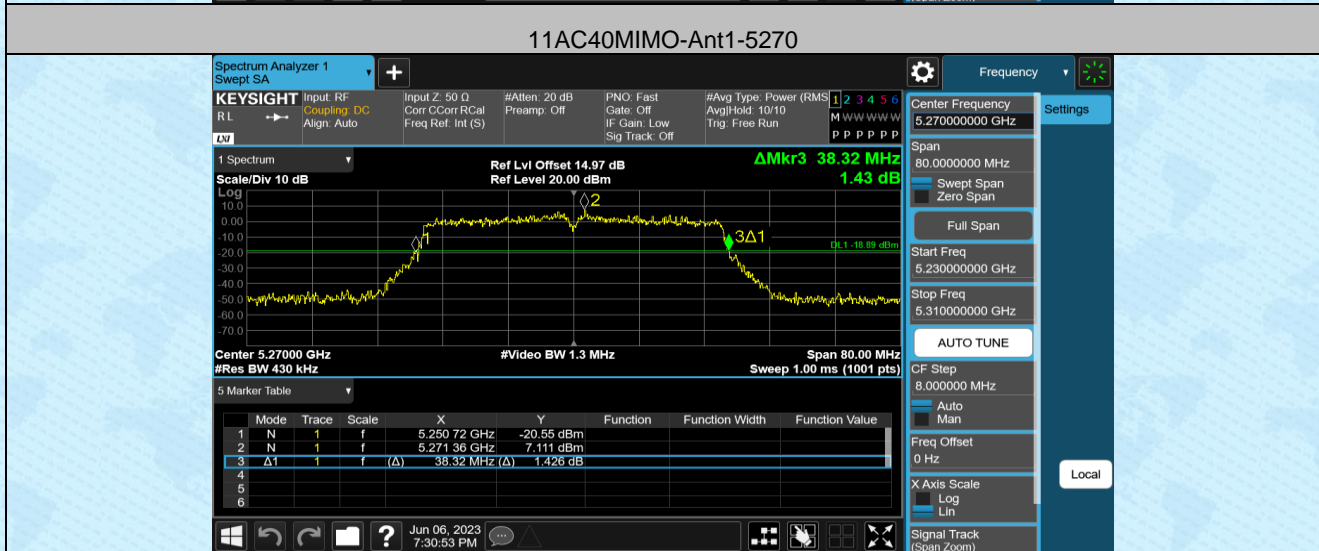 (Span Zoom)
11AC40MIMO-Ant1-5270
Spectrum Analyzer 1
Swept SA
+
Frequency
KEYSIGHT
RL
LXI
Input: RF
Coupling: DC
Align: Auto
Input Z: 50 Ω
Corr CCorr RCal
Freq Ref: Int (S)
#Atten: 20 dB
Preamp: Off
PNO: Fast
Gate: Off
IF Gain: Low
Sig Track: Off
#Avg Type: Power (RMS
Avg|Hold: 10/10
Trig: Free Run
1 2 3 4 5 6
M W W W W W
P P P P P P
Center Frequency
5.270000000 GHz
Settings
Span
80.0000000 MHz
Swept Span
Zero Span
Full Span
Start Freq
5.230000000 GHz
Stop Freq
5.310000000 GHz
AUTO TUNE
CF Step
8.000000 MHz
Auto
Man
Freq Offset
0 Hz
X Axis Scale
Log
Lin
Signal Track
(Span Zoom)
Local
1 Spectrum
Scale/Div 10 dB
Ref Lvl Offset 14.97 dB
Ref Level 20.00 dBm
ΔMkr3 38.32 MHz
1.43 dB
Log
10.0
0.00
-10.0
-20.0
-30.0
-40.0
-50.0
-60.0
-70.0
1
2
3Δ1
DL1 -18.89 dBm
Center 5.27000 GHz
#Video BW 1.3 MHz
Span 80.00 MHz
#Res BW 430 kHz
Sweep 1.00 ms (1001 pts)
5 Marker Table
Mode Trace Scale X Y Function Function Width Function Value
1 N 1 f 5.250 72 GHz -20.55 dBm
2 N 1 f 5.271 36 GHz 7.111 dBm
3 Δ1 1 f (Δ) 38.32 MHz (Δ) 1.426 dB
4
5
6
?
Jun 06, 2023
7:30:53 PM